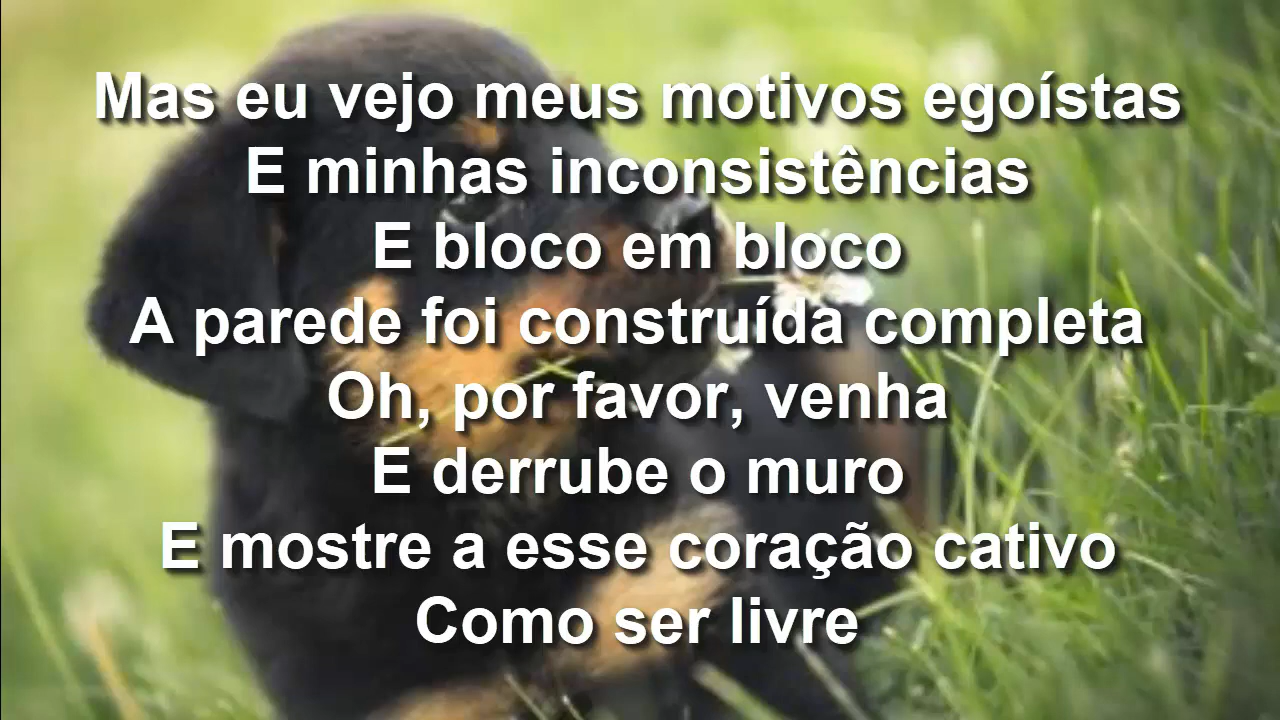 Mas eu vejo meus motivos egoístas
E minhas inconsistências
E bloco em bloco
A parede foi construída completa
Oh, por favor, venha
E derrube o muro
E mostre a esse coração cativo
Como ser livre